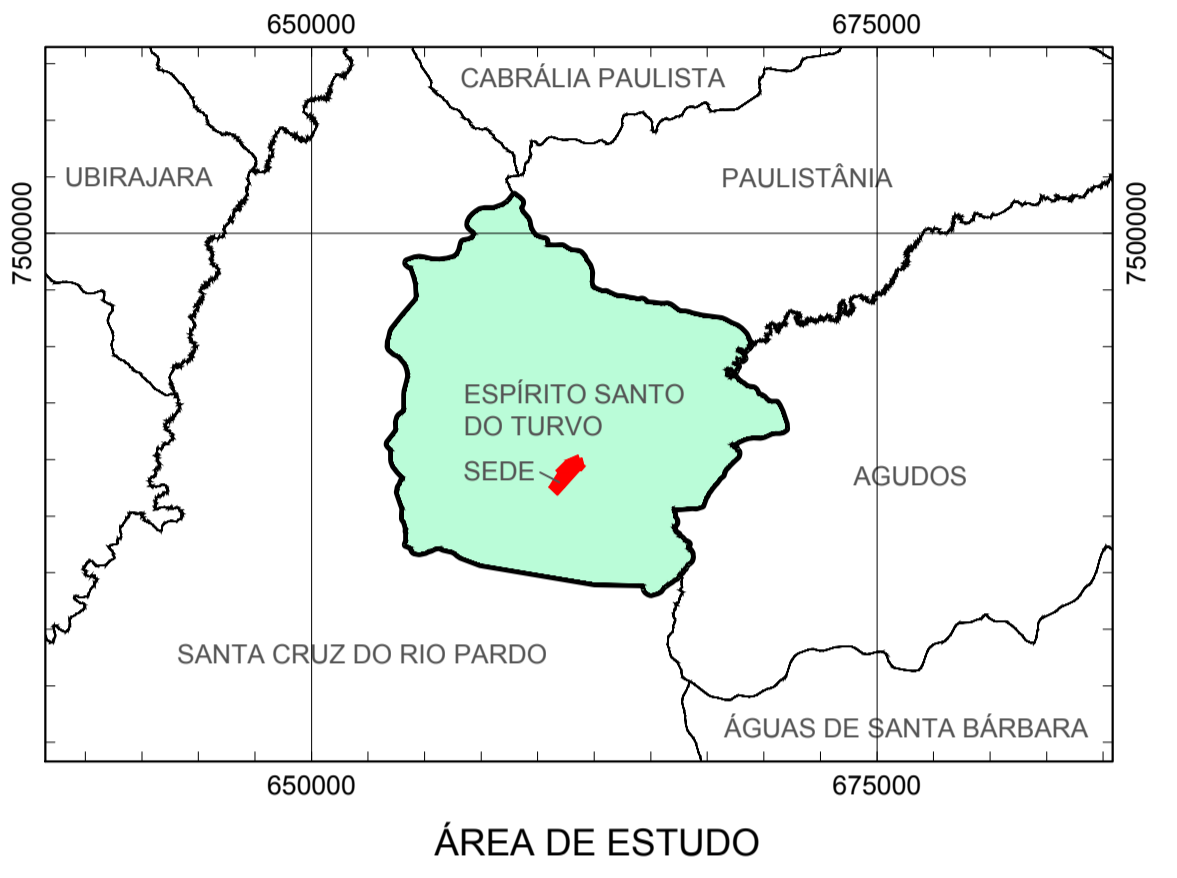 650000 675000
CABRÁLIA PAULISTA
UBIRAJARA
PAULISTÂNIA
7500000
7500000
ESPÍRITO SANTO
DO TURVO
SEDE
AGUDOS
SANTA CRUZ DO RIO PARDO
ÁGUAS DE SANTA BÁRBARA
650000 675000
ÁREA DE ESTUDO